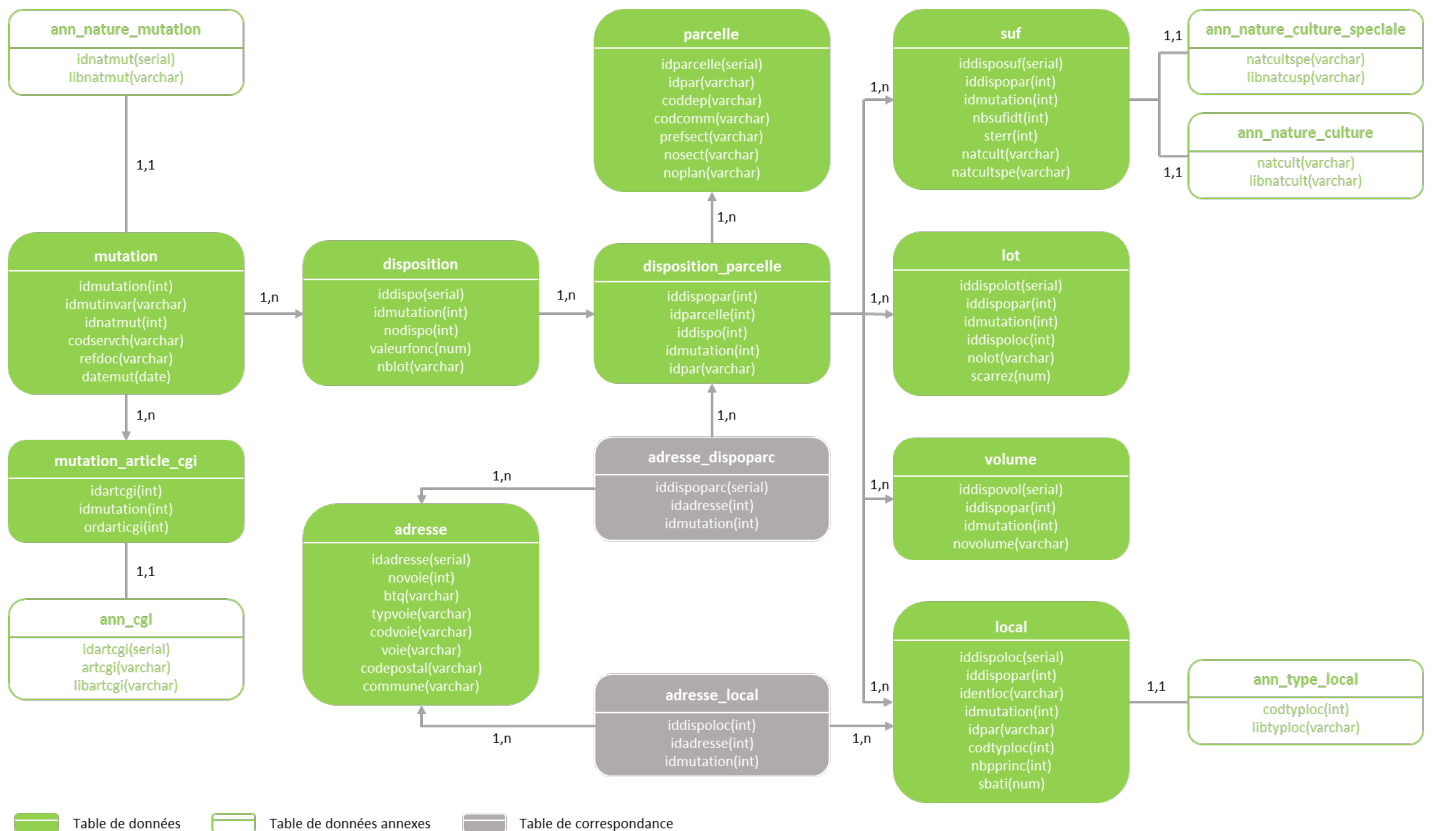 ann_nature_mutation
idnatmut(serial)
libnatmut(varchar)
1,1
mutation
idmutation(int)
idmutinvar(varchar)
idnatmut(int)
codservch(varchar)
refdoc(varchar)
datemut(date)
1,n
mutation_article_cgi
idartcgi(int)
idmutation(int)
ordarticgi(int)
1,1
ann_cgI
idartcgi(serial)
artcgi(varchar)
libartcgi(varchar)
1,n
disposition
iddispo(serial)
idmutation(int)
nodispo(int)
valeurfonc(num)
nblot(varchar)
1,n
parcelle
idparcelle(serial)
idpar(varchar)
coddep(varchar)
codcomm(varchar)
prefsect(varchar)
nosect(varchar)
noplan(varchar)
1,n
disposition_parcelle
iddispopar(int)
idparcelle(int)
iddispo(int)
idmutation(int)
idpar(varchar)
1,n
adresse_dispoparc
iddispoparc(serial)
idadresse(int)
idmutation(int)
1,n
adresse
idadresse(serial)
novoie(int)
btq(varchar)
typvoie(varchar)
codvoie(varchar)
voie(varchar)
codepostal(varchar)
commune(varchar)
1,n
adresse_local
iddispoloc(int)
idadresse(int)
idmutation(int)
1,n
1,n
suf
iddisposuf(serial)
iddispopar(int)
idmutation(int)
nbsufidt(int)
sterr(int)
natcult(varchar)
natcultspe(varchar)
1,1
ann_nature_culture_speciale
natcultspe(varchar)
libnatcusp(varchar)
1,1
ann_nature_culture
natcult(varchar)
libnatcult(varchar)
1,n
lot
iddispolot(serial)
iddispopar(int)
idmutation(int)
iddispoloc(int)
nolot(varchar)
scarrez(num)
1,n
volume
iddispovol(serial)
iddispopar(int)
idmutation(int)
novolume(varchar)
1,n
local
iddispoloc(serial)
iddispopar(int)
identloc(varchar)
idmutation(int)
idpar(varchar)
codtyploc(int)
nbpprinc(int)
sbati(num)
1,1
ann_type_local
codtyploc(int)
libtyploc(varchar)
Table de données
Table de données annexes
Table de correspondance